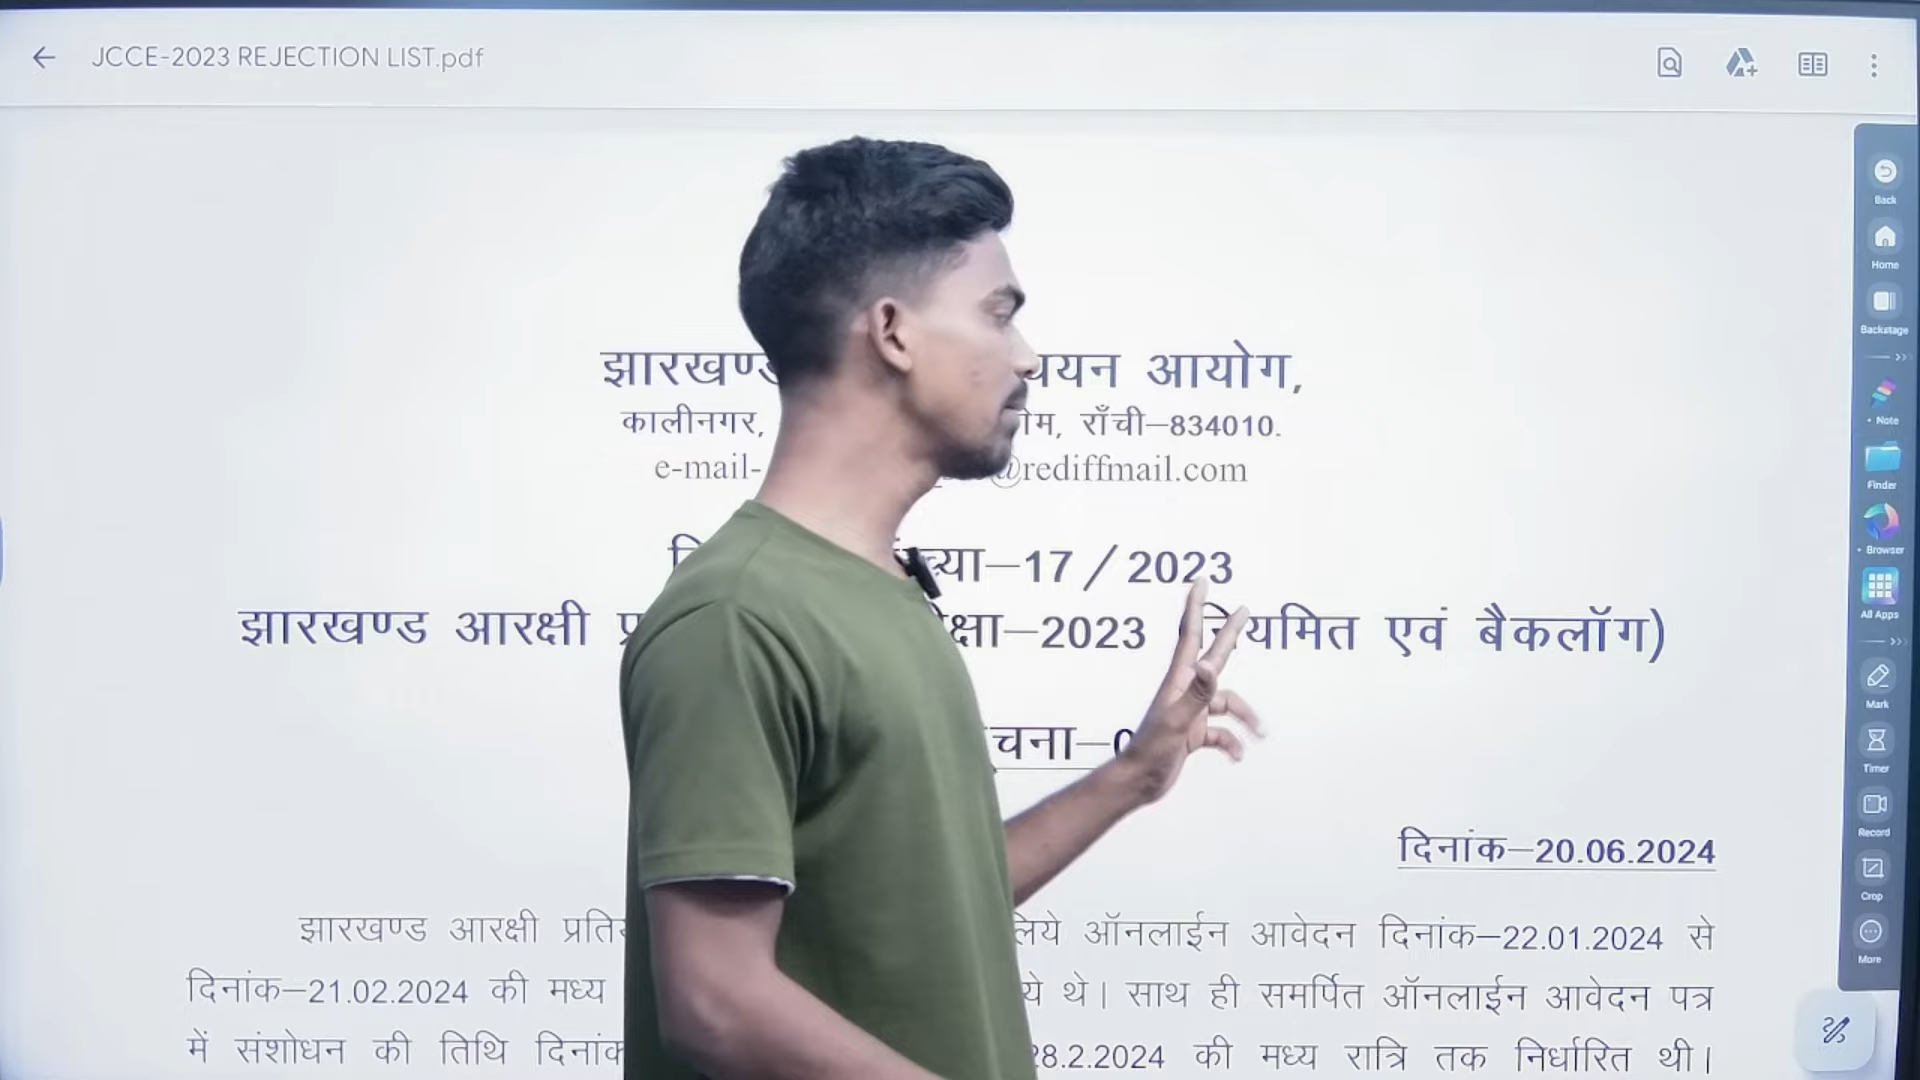 JCCE-2023 REJECTION LIST.pdf
झारखण्ड चयन आयोग,
कालीनगर, राँची–834010.
e-mail- @rediffmail.com
संख्या–17/2023
झारखण्ड आरक्षी परीक्षा–2023 (नियमित एवं बैकलॉग)
दिनांक–20.06.2024
झारखण्ड आरक्षी लिये ऑनलाईन आवेदन दिनांक–22.01.2024 से
दिनांक–21.02.2024 की मध्य थे। साथ ही समर्पित ऑनलाईन आवेदन पत्र
में संशोधन की तिथि दिनांक 28.2.2024 की मध्य रात्रि तक निर्धारित थी।
Back
Home
Backstage
Note
Finder
Browser
All Apps
Mark
Timer
Record
Crop
More